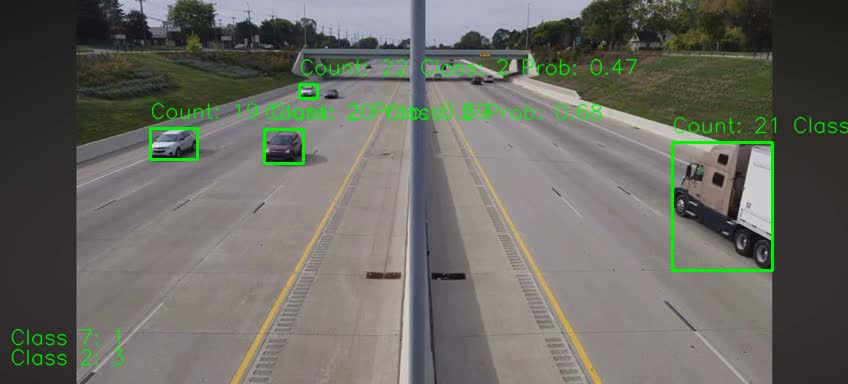 Count: 22 Class: 2 Prob: 0.47
Count: 19
Prob: 0.68
Count: 21 Class
Class 7: 1
Class 2: 3